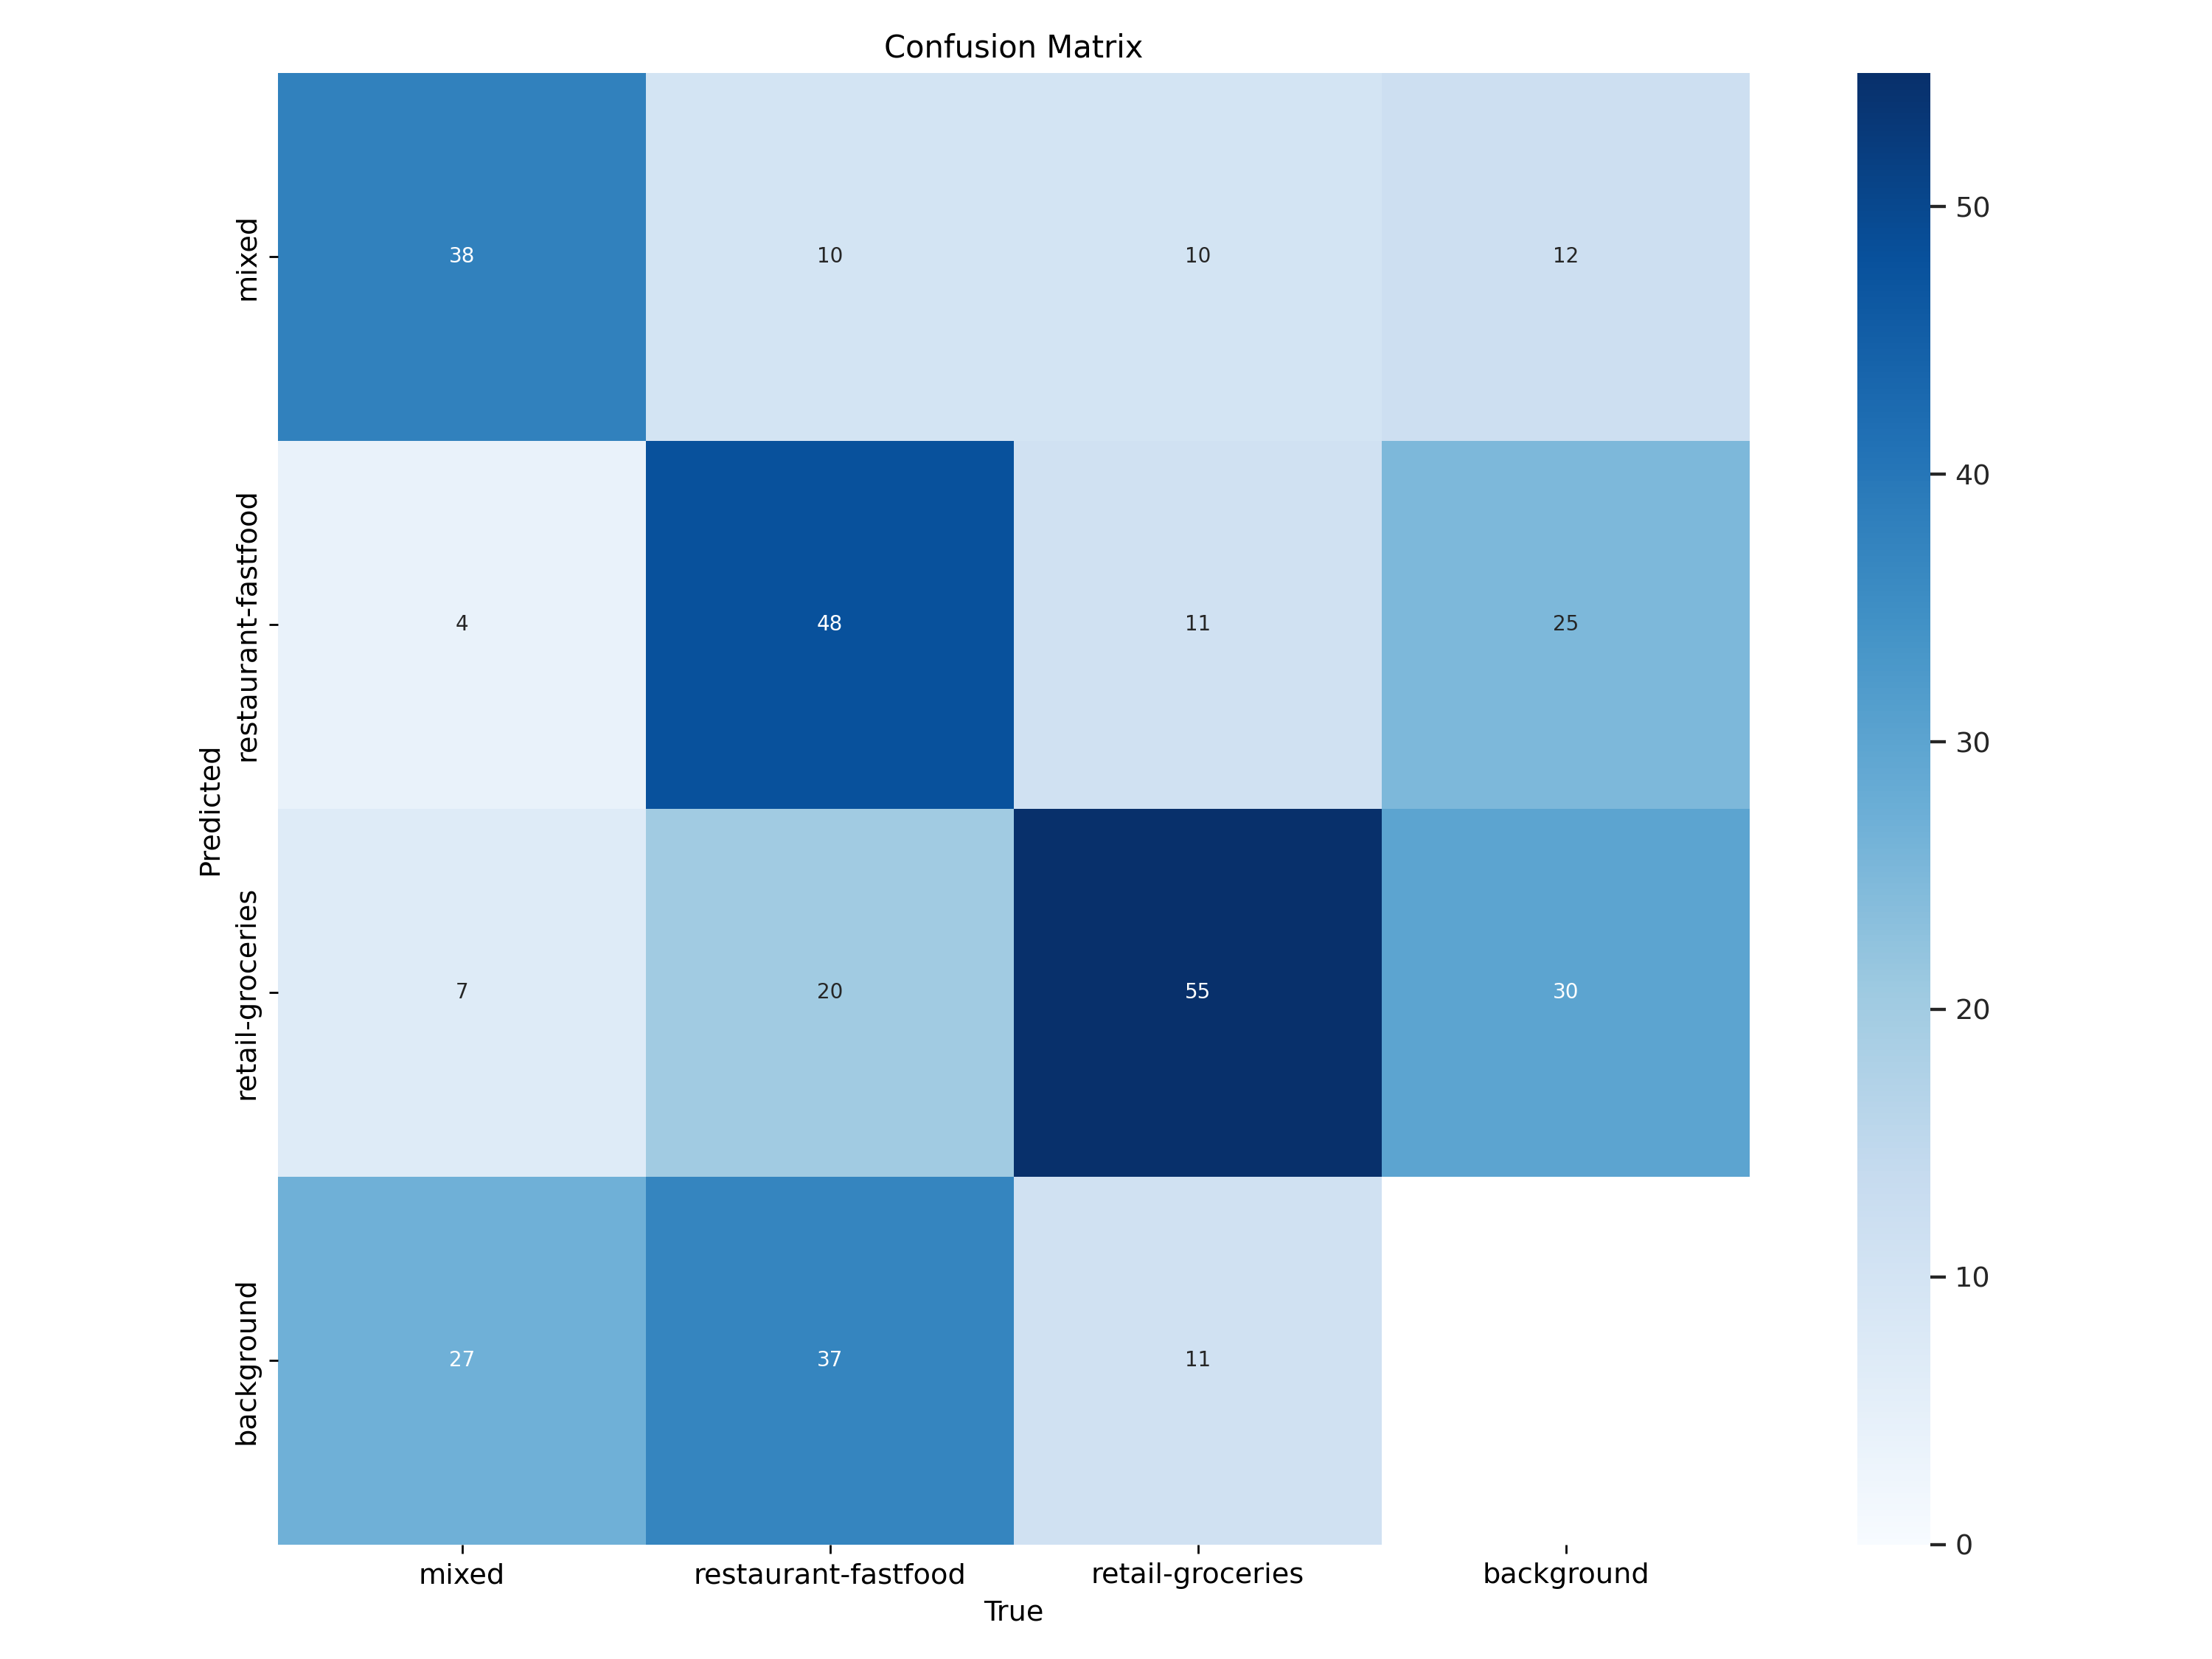 Confusion Matrix
mixed
38
10
10
12
50
restaurant-fastfood
4
48
11
25
40
Predicted
30
retail-groceries
7
20
55
30
20
background
27
37
11
10
0
mixed
restaurant-fastfood
retail-groceries
background
True